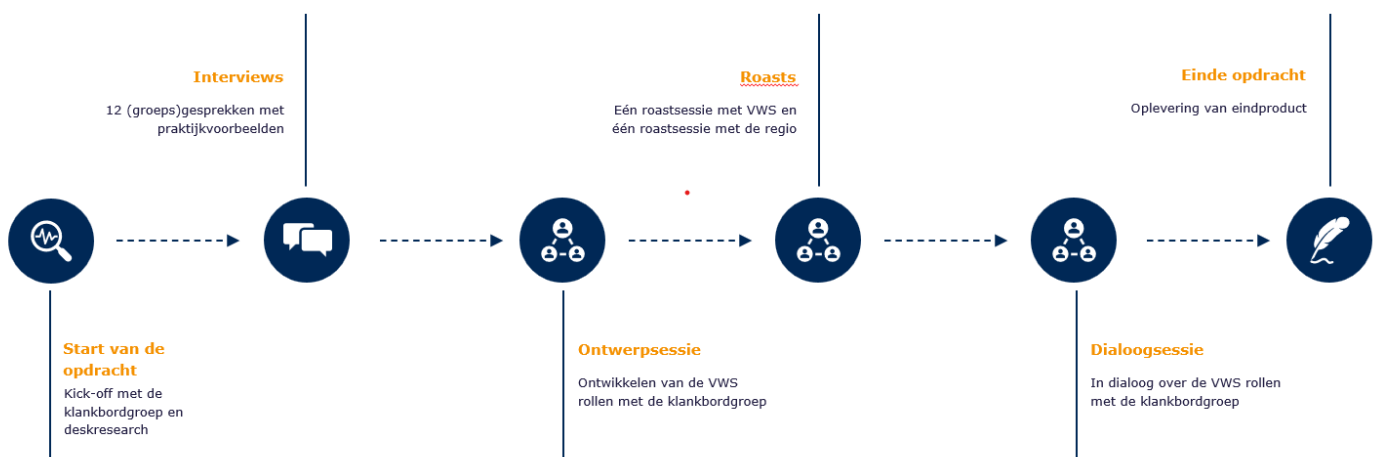 Start van de
opdracht
Kick-off met de
klankbordgroep en
deskresearch
Interviews
12 (groeps)gesprekken met
praktijkvoorbeelden
Ontwerpsessie
Ontwikkelen van de VWS
rollen met de klankbordgroep
Roasts
Eén roastsessie met VWS en
één roastsessie met de regio
Dialoogsessie
In dialoog over de VWS rollen
met de klankbordgroep
Einde opdracht
Oplevering van eindproduct